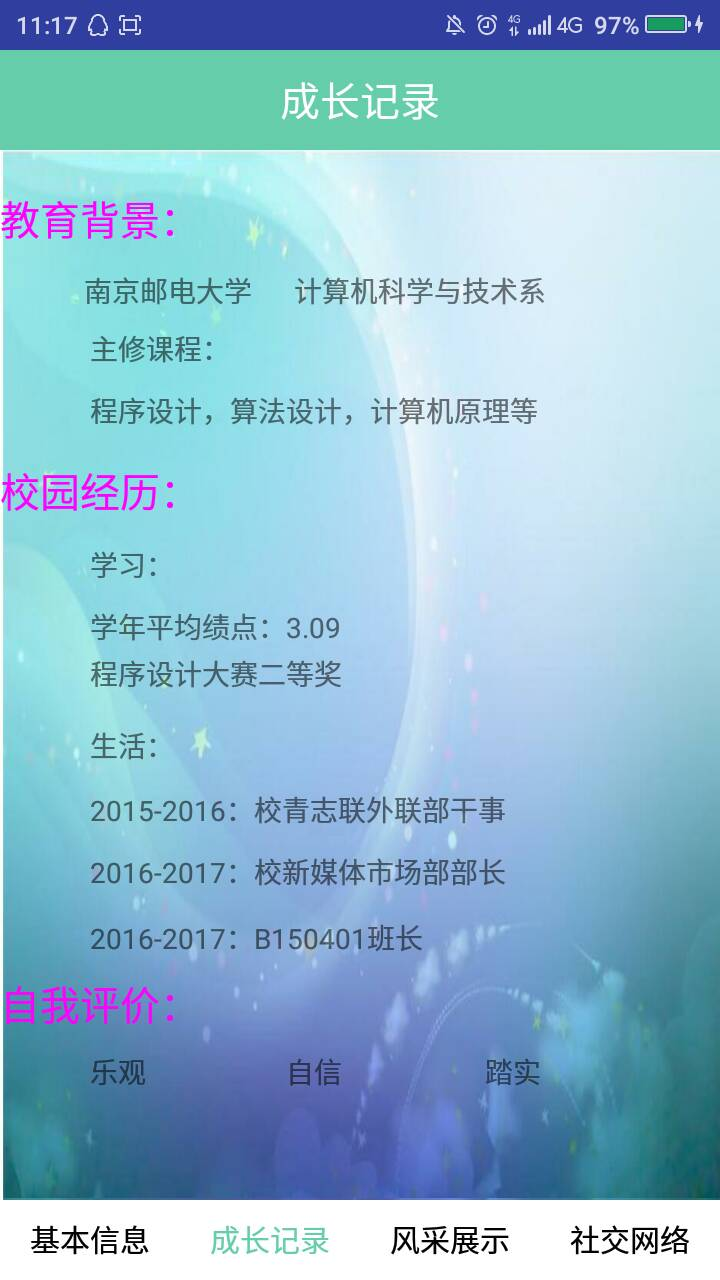 11:17 4G 4G 97%
成长记录
教育背景：
南京邮电大学 计算机科学与技术系
主修课程：
程序设计，算法设计，计算机原理等
校园经历：
学习：
学年平均绩点：3.09
程序设计大赛二等奖
生活：
2015-2016：校青志联外联部干事
2016-2017：校新媒体市场部部长
2016-2017：B150401班长
自我评价：
乐观 自信 踏实
基本信息 成长记录 风采展示 社交网络